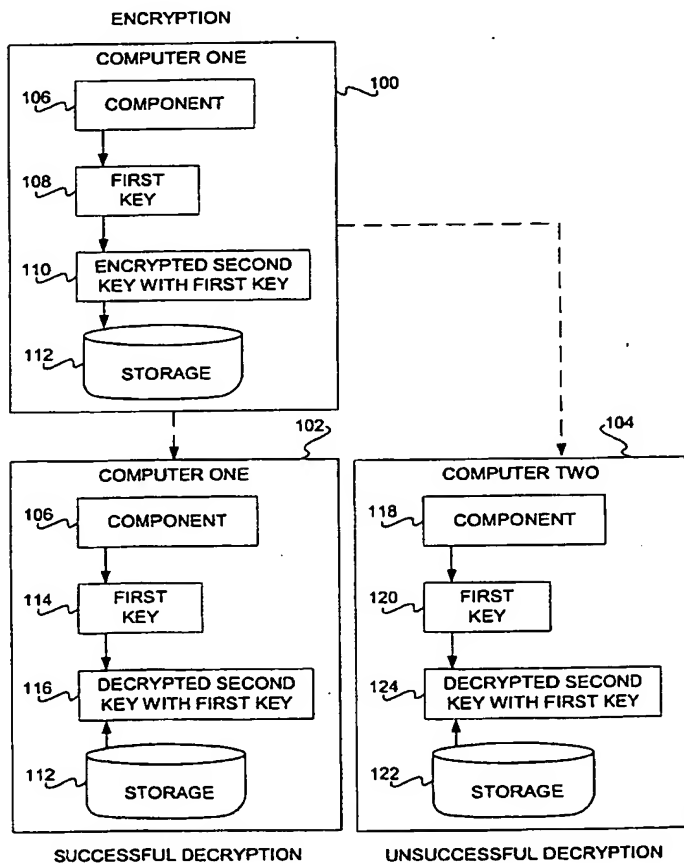 ENCRYPTION
COMPUTER ONE
100
106
COMPONENT
108
FIRST
KEY
110
ENCRYPTED SECOND
KEY WITH FIRST KEY
112
STORAGE
102
COMPUTER ONE
106
COMPONENT
114
FIRST
KEY
116
DECRYPTED SECOND
KEY WITH FIRST KEY
112
STORAGE
SUCCESSFUL DECRYPTION
104
COMPUTER TWO
118
COMPONENT
120
FIRST
KEY
124
DECRYPTED SECOND
KEY WITH FIRST KEY
122
STORAGE
UNSUCCESSFUL DECRYPTION